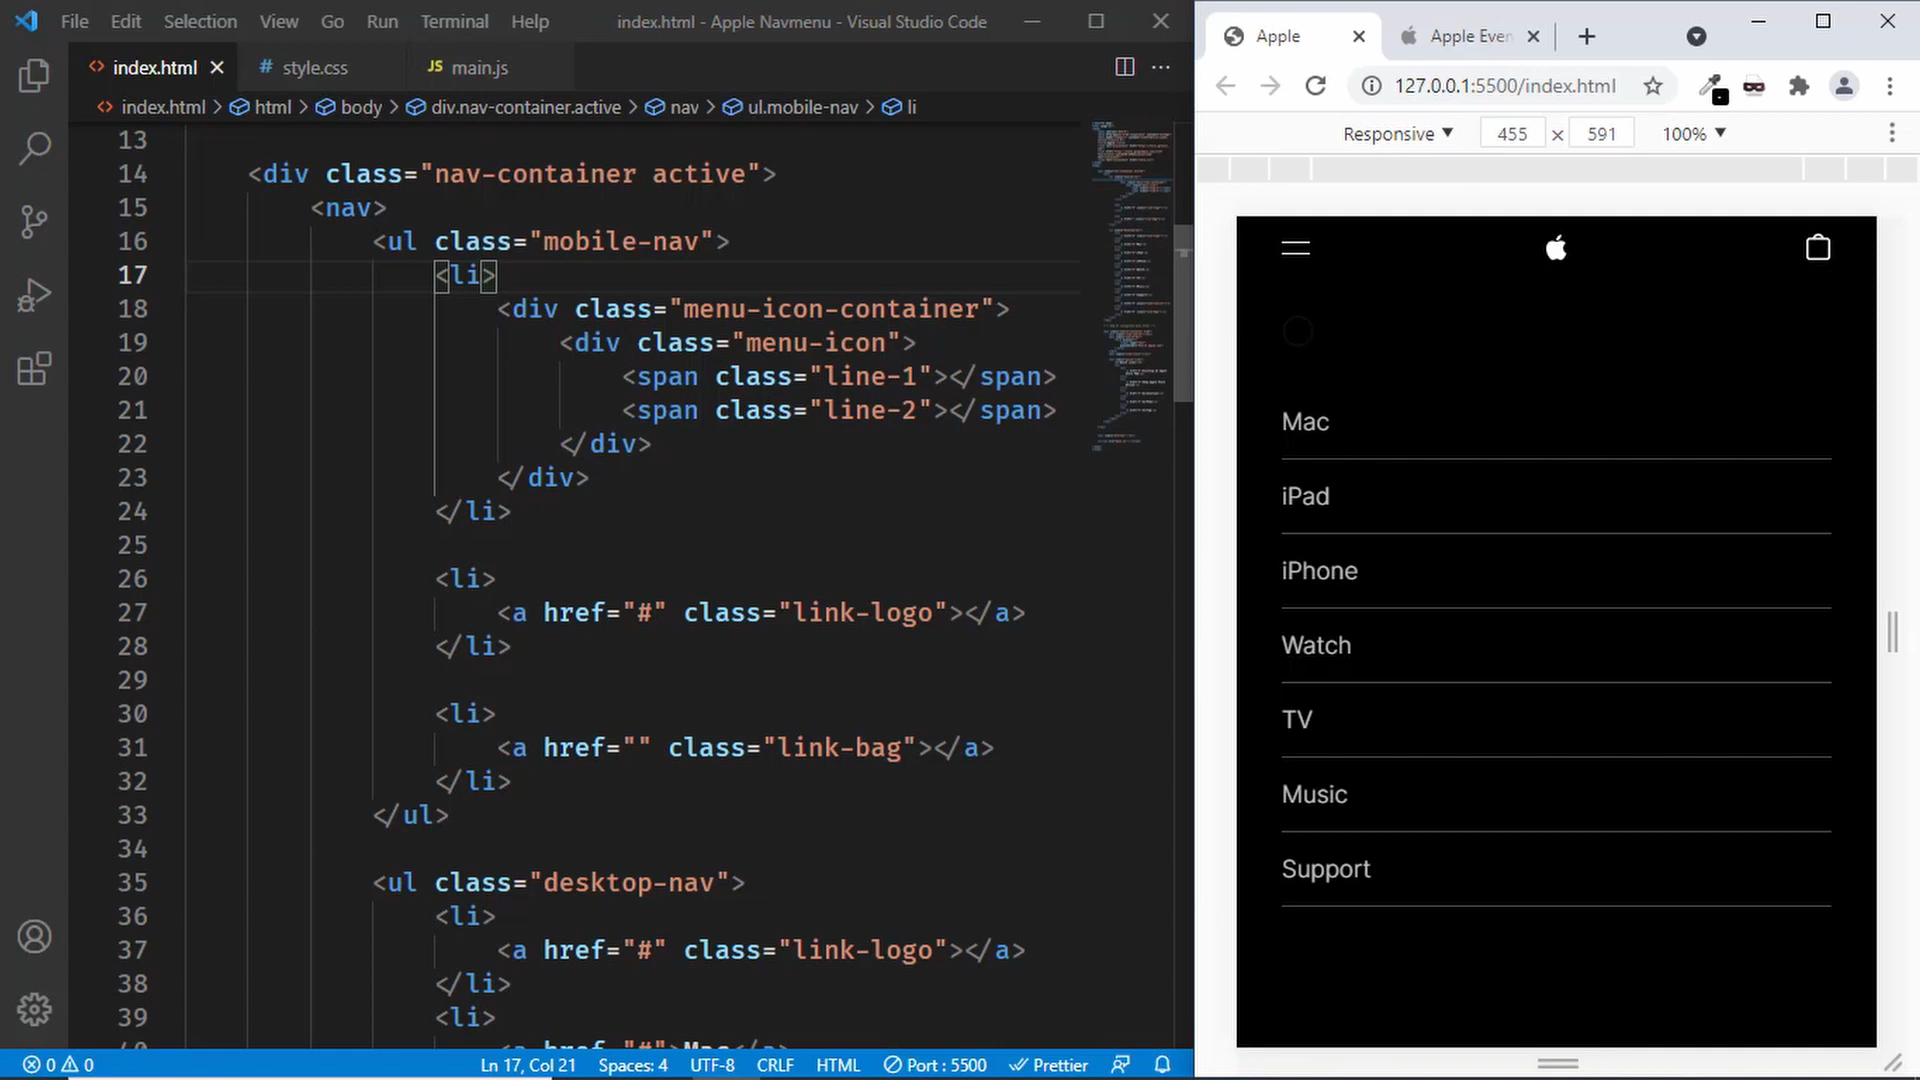 File Edit Selection View Go Run Terminal Help index.html - Apple Navmenu - Visual Studio Code
index.html # style.css JS main.js
index.html > html > body > div.nav-container.active > nav > ul.mobile-nav > li
13
14 <div class="nav-container active">
15 <nav>
16 <ul class="mobile-nav">
17 <li>
18 <div class="menu-icon-container">
19 <div class="menu-icon">
20 <span class="line-1"></span>
21 <span class="line-2"></span>
22 </div>
23 </div>
24 </li>
25
26 <li>
27 <a href="#" class="link-logo"></a>
28 </li>
29
30 <li>
31 <a href="" class="link-bag"></a>
32 </li>
33 </ul>
34
35 <ul class="desktop-nav">
36 <li>
37 <a href="#" class="link-logo"></a>
38 </li>
39 <li>
40 <a href="#">Mac</a>
0 0 Ln 17, Col 21 Spaces: 4 UTF-8 CRLF HTML Port : 5500 Prettier
Apple Apple Even
127.0.0.1:5500/index.html
Responsive 455 × 591 100%
Mac
iPad
iPhone
Watch
TV
Music
Support